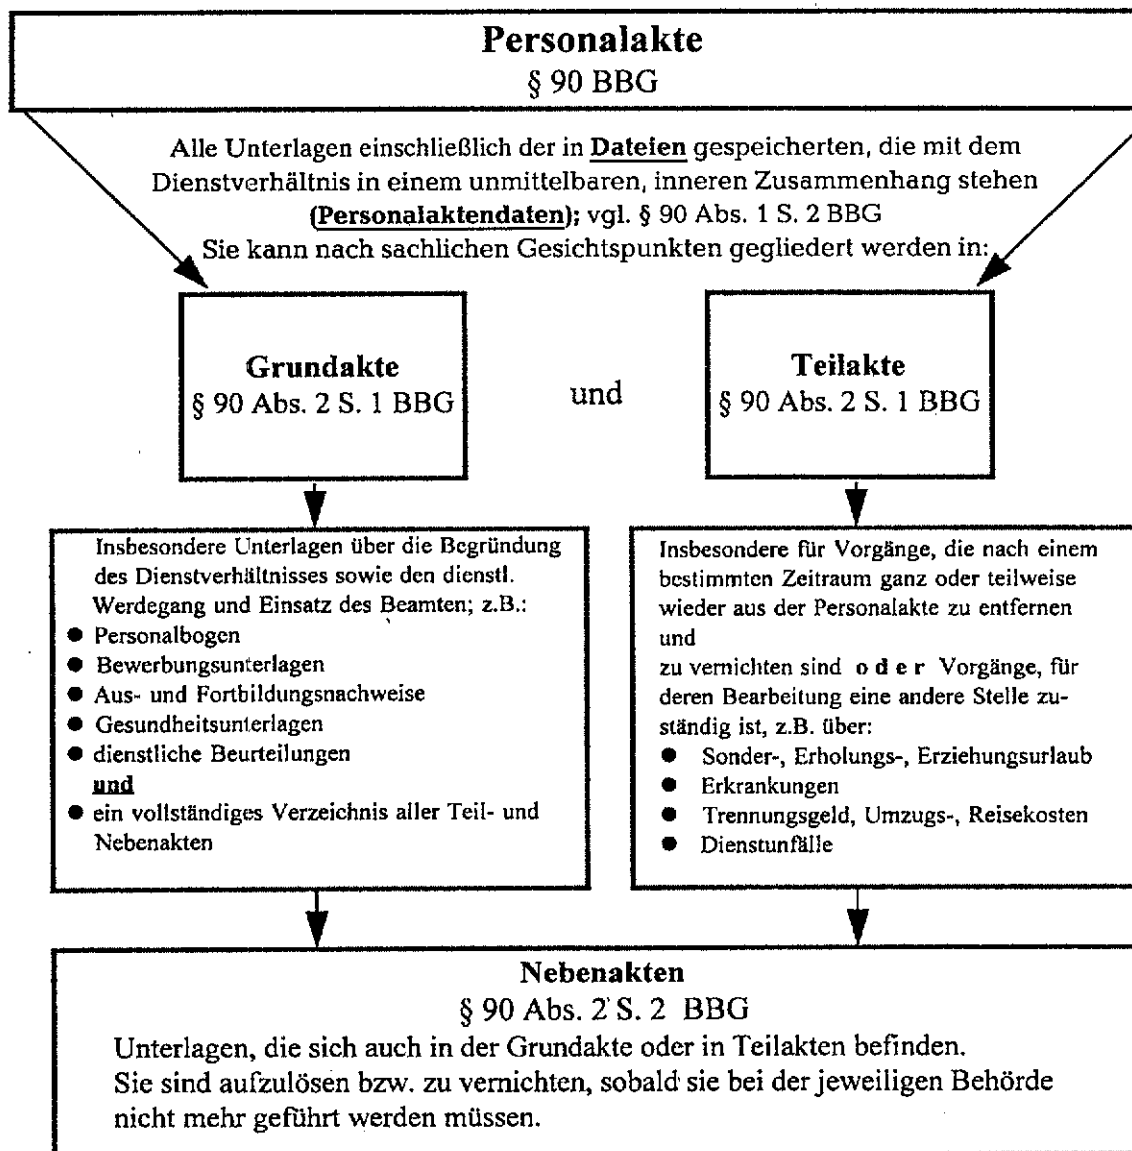 Personalakte
§ 90 BBG
Alle Unterlagen einschließlich der in Dateien gespeicherten, die mit dem
Dienstverhältnis in einem unmittelbaren, inneren Zusammenhang stehen
(Personalaktendaten); vgl. § 90 Abs. 1 S. 2 BBG
Sie kann nach sachlichen Gesichtspunkten gegliedert werden in:
Grundakte
§ 90 Abs. 2 S. 1 BBG
und
Teilakte
§ 90 Abs. 2 S. 1 BBG
Insbesondere Unterlagen über die Begründung
des Dienstverhältnisses sowie den dienstl.
Werdegang und Einsatz des Beamten; z.B.:
● Personalbogen
● Bewerbungsunterlagen
● Aus- und Fortbildungsnachweise
● Gesundheitsunterlagen
● dienstliche Beurteilungen
und
● ein vollständiges Verzeichnis aller Teil- und
Nebenakten
Insbesondere für Vorgänge, die nach einem
bestimmten Zeitraum ganz oder teilweise
wieder aus der Personalakte zu entfernen
und
zu vernichten sind o d e r Vorgänge, für
deren Bearbeitung eine andere Stelle zu-
ständig ist, z.B. über:
● Sonder-, Erholungs-, Erziehungsurlaub
● Erkrankungen
● Trennungsgeld, Umzugs-, Reisekosten
● Dienstunfälle
Nebenakten
§ 90 Abs. 2 S. 2 BBG
Unterlagen, die sich auch in der Grundakte oder in Teilakten befinden.
Sie sind aufzulösen bzw. zu vernichten, sobald sie bei der jeweiligen Behörde
nicht mehr geführt werden müssen.